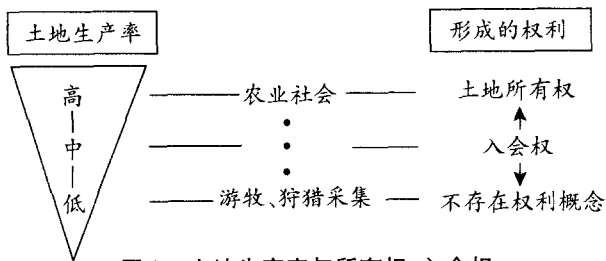 土地生产率
形成的权利
高 农业社会 土地所有权
中 入会权
低 游牧、狩猎采集 不存在权利概念